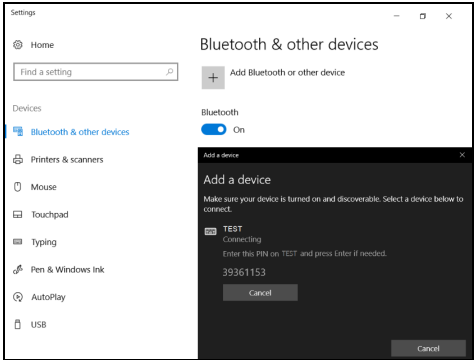 Settings
Home
Find a setting
Devices
Bluetooth & other devices
Printers & scanners
Mouse
Touchpad
Typing
Pen & Windows Ink
AutoPlay
USB
Bluetooth & other devices
Add Bluetooth or other device
Bluetooth
On
Add a device
Add a device
Make sure your device is turned on and discoverable. Select a device below to
connect.
TEST
Connecting
Enter this PIN on TEST and press Enter if needed.
39361153
Cancel
Cancel